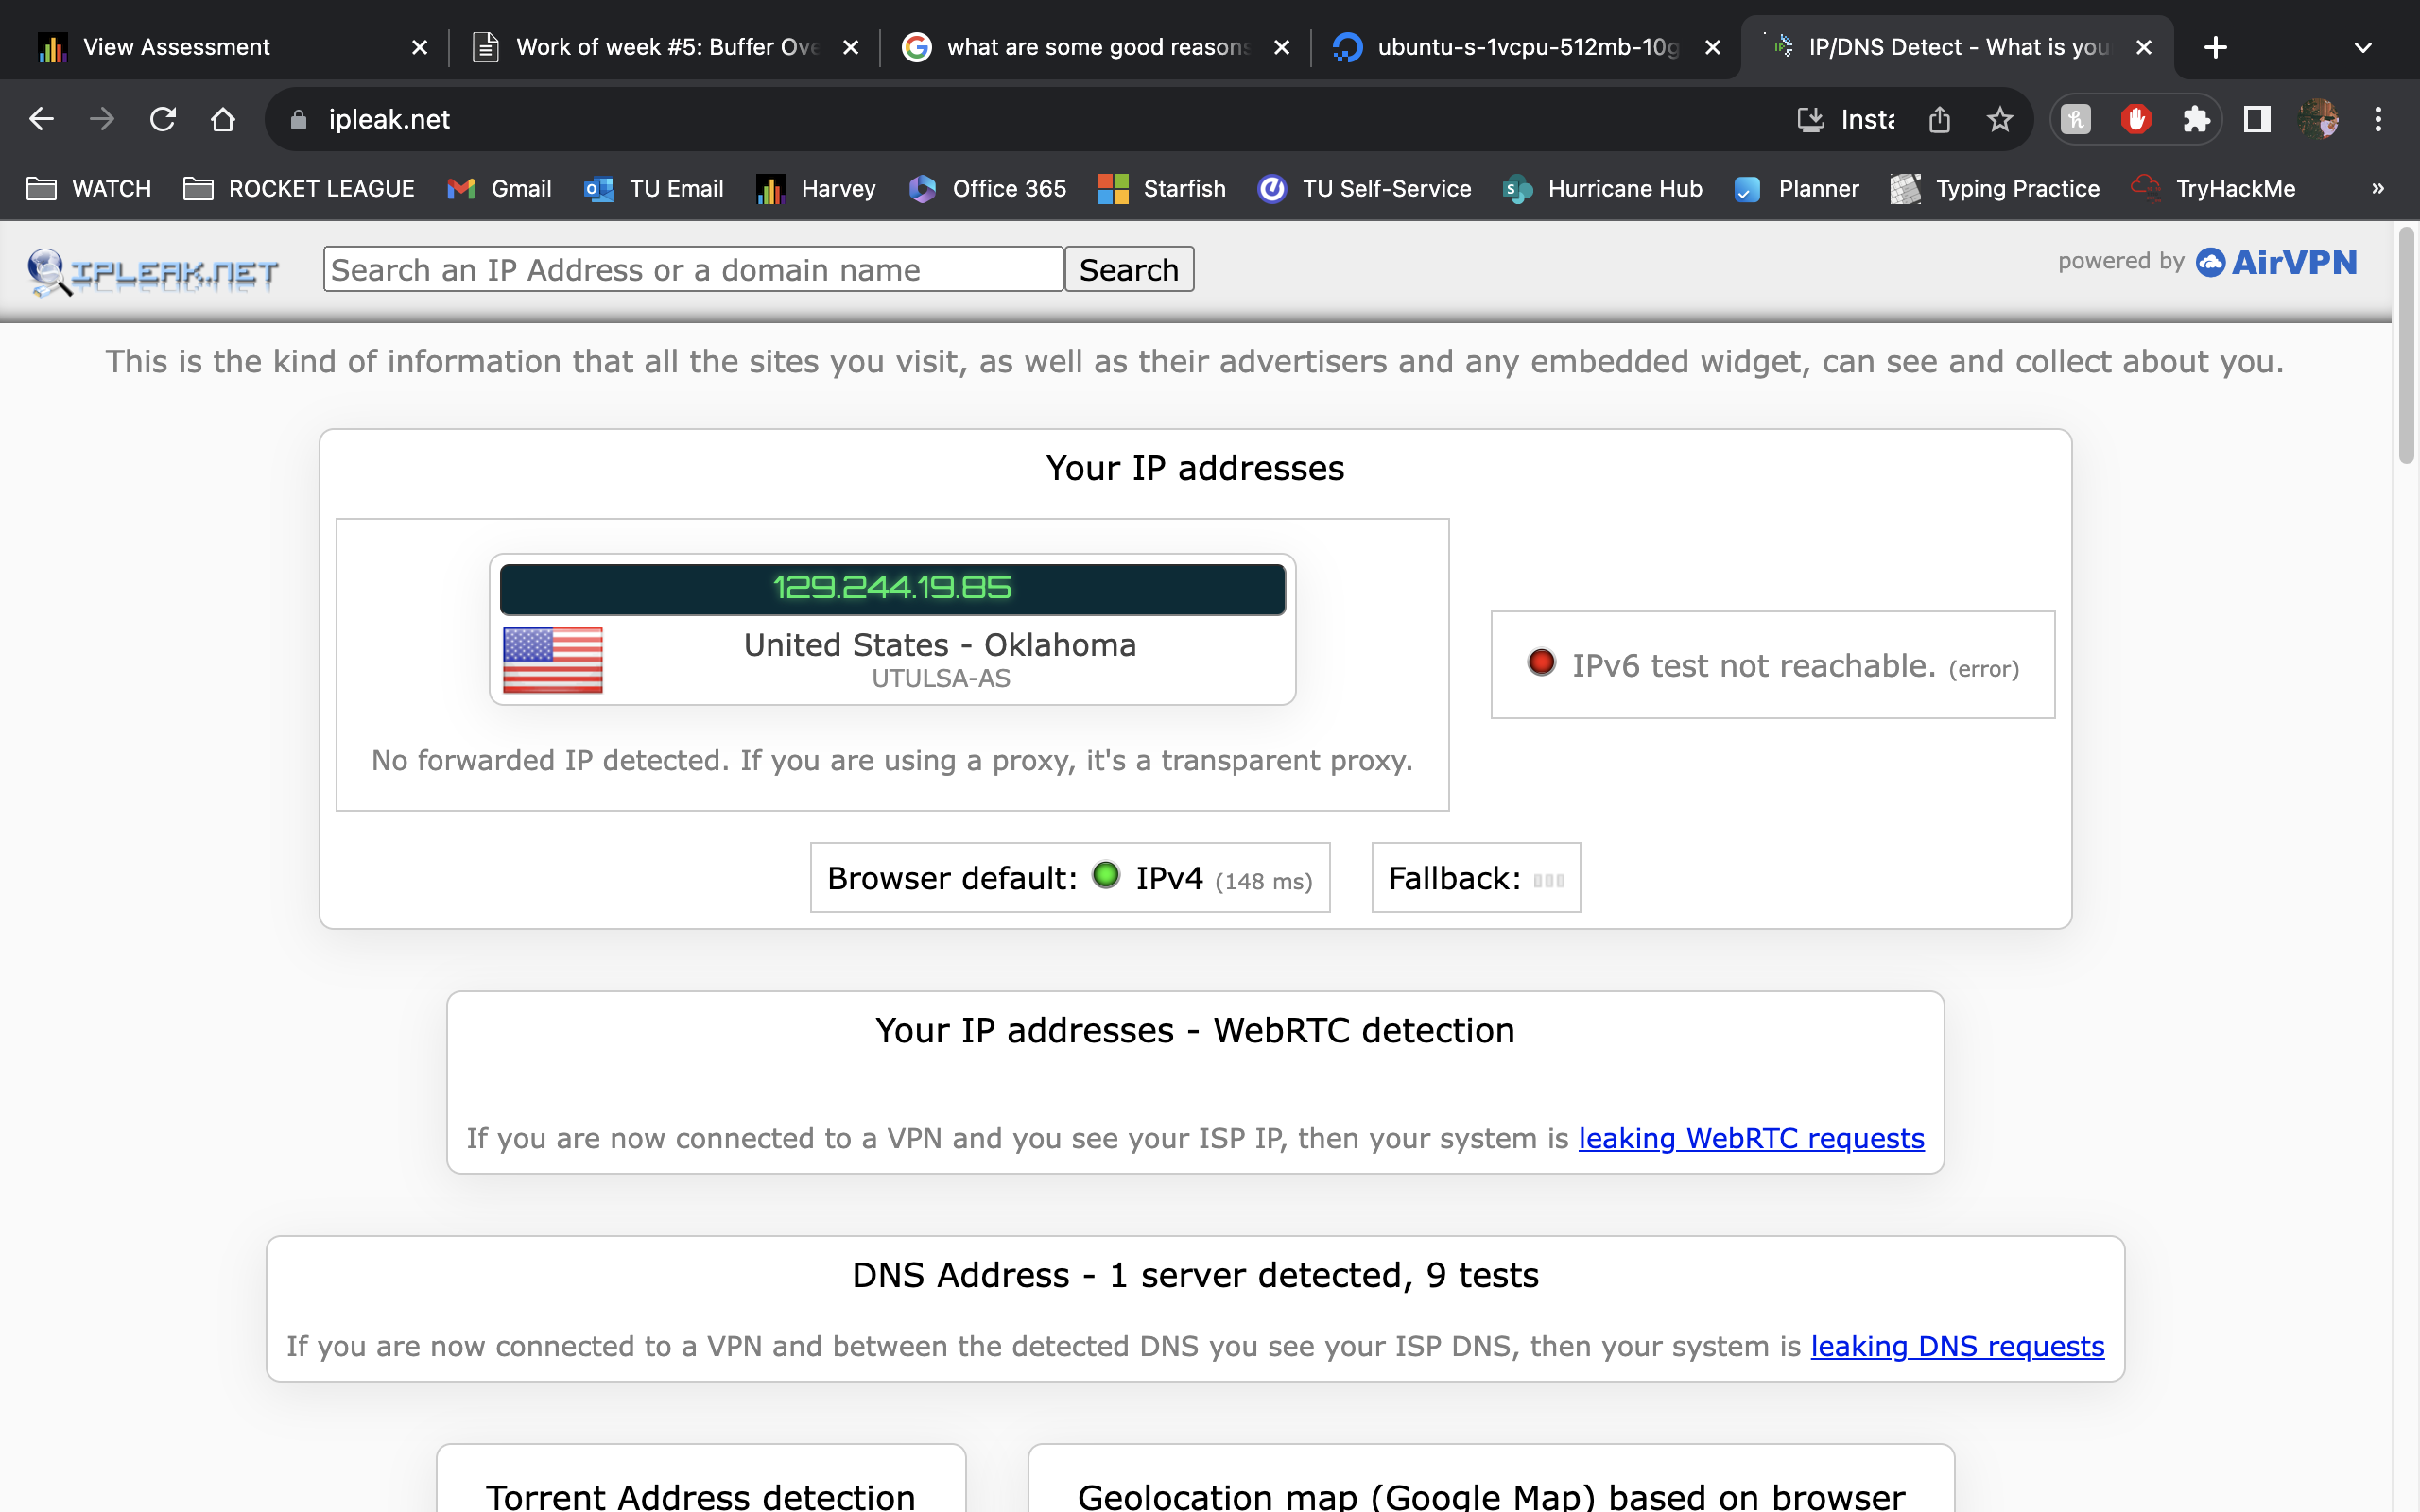 View Assessment
Work of week #5: Buffer Ove
what are some good reasons
ubuntu-s-1vcpu-512mb-10g
IP/DNS Detect - What is you
ipleak.net
Insta
WATCH
ROCKET LEAGUE
Gmail
TU Email
Harvey
Office 365
Starfish
TU Self-Service
Hurricane Hub
Planner
Typing Practice
TryHackMe
»
IPLEAK.NET
Search an IP Address or a domain name
Search
powered by AirVPN
This is the kind of information that all the sites you visit, as well as their advertisers and any embedded widget, can see and collect about you.
Your IP addresses
129.244.19.85
United States - Oklahoma
UTULSA-AS
No forwarded IP detected. If you are using a proxy, it's a transparent proxy.
IPv6 test not reachable. (error)
Browser default: IPv4 (148 ms)
Fallback:
Your IP addresses - WebRTC detection
If you are now connected to a VPN and you see your ISP IP, then your system is leaking WebRTC requests
DNS Address - 1 server detected, 9 tests
If you are now connected to a VPN and between the detected DNS you see your ISP DNS, then your system is leaking DNS requests
Torrent Address detection
Geolocation map (Google Map) based on browser